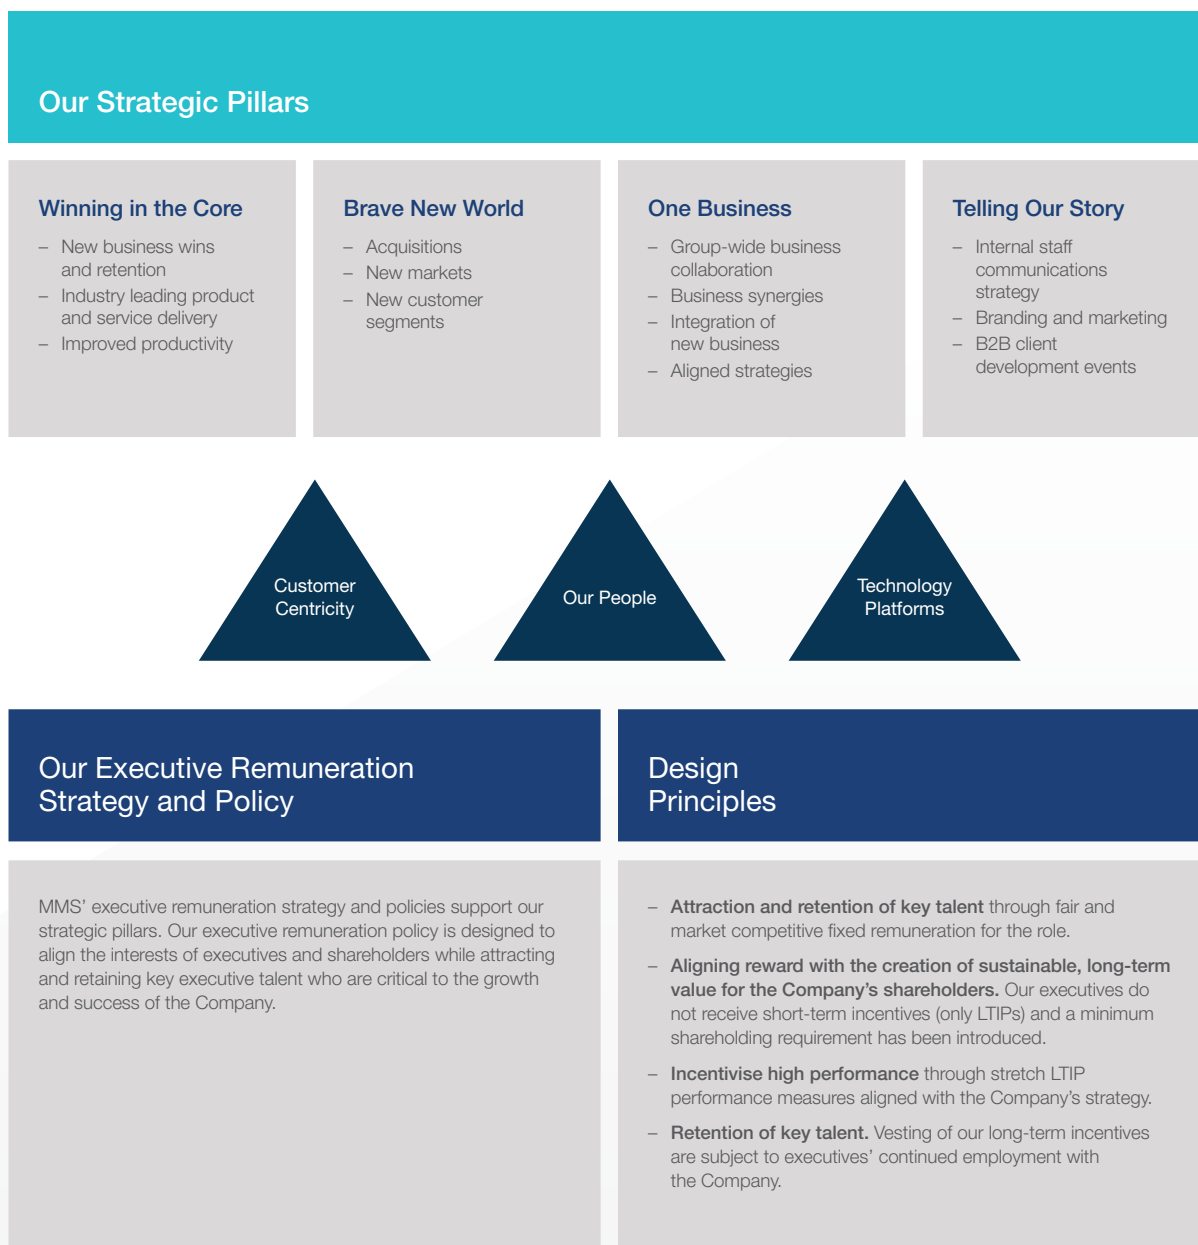 Our Strategic Pillars
Winning in the Core
– New business wins
and retention
– Industry leading product
and service delivery
– Improved productivity
Brave New World
– Acquisitions
– New markets
– New customer
segments
One Business
– Group-wide business
collaboration
– Business synergies
– Integration of
new business
– Aligned strategies
Telling Our Story
– Internal staff
communications
strategy
– Branding and marketing
– B2B client
development events
Customer
Centricity
Our People
Technology
Platforms
Our Executive Remuneration
Strategy and Policy
MMS’ executive remuneration strategy and policies support our
strategic pillars. Our executive remuneration policy is designed to
align the interests of executives and shareholders while attracting
and retaining key executive talent who are critical to the growth
and success of the Company.
Design
Principles
– Attraction and retention of key talent through fair and
market competitive fixed remuneration for the role.
– Aligning reward with the creation of sustainable, long-term
value for the Company’s shareholders. Our executives do
not receive short-term incentives (only LTIPs) and a minimum
shareholding requirement has been introduced.
– Incentivise high performance through stretch LTIP
performance measures aligned with the Company’s strategy.
– Retention of key talent. Vesting of our long-term incentives
are subject to executives’ continued employment with
the Company.